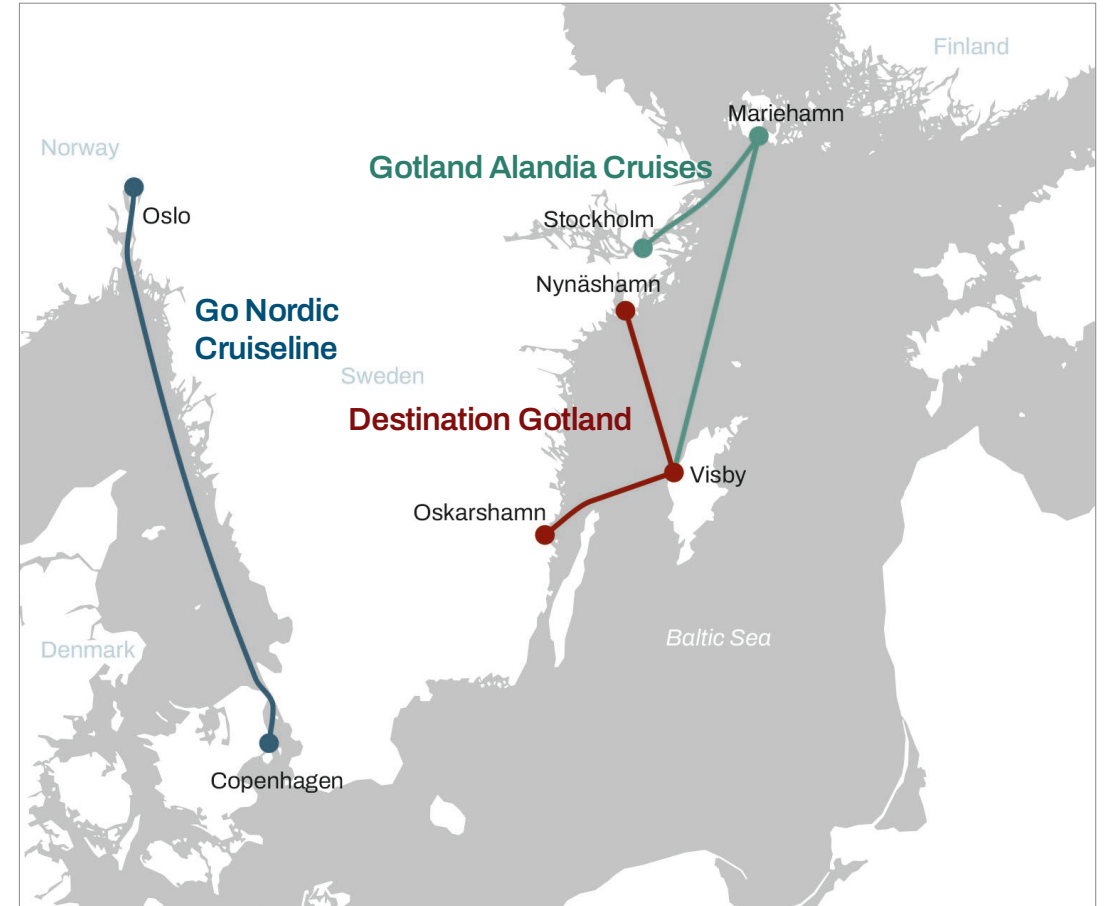 Finland
Mariehamn
Norway
Gotland Alandia Cruises
Oslo
Stockholm
Nynäshamn
Go Nordic
Cruiseline
Sweden
Destination Gotland
Visby
Oskarshamn
Baltic Sea
Denmark
Copenhagen